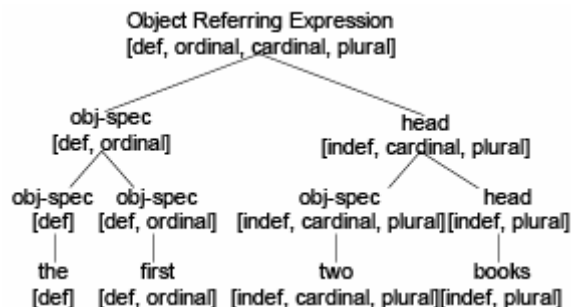 Object Referring Expression
[def, ordinal, cardinal, plural]
obj-spec head
[def, ordinal] [indef, cardinal, plural]
obj-spec obj-spec obj-spec head
[def] [def, ordinal] [indef, cardinal, plural][indef, plural]
the first two books
[def] [def, ordinal] [indef, cardinal, plural][indef, plural]